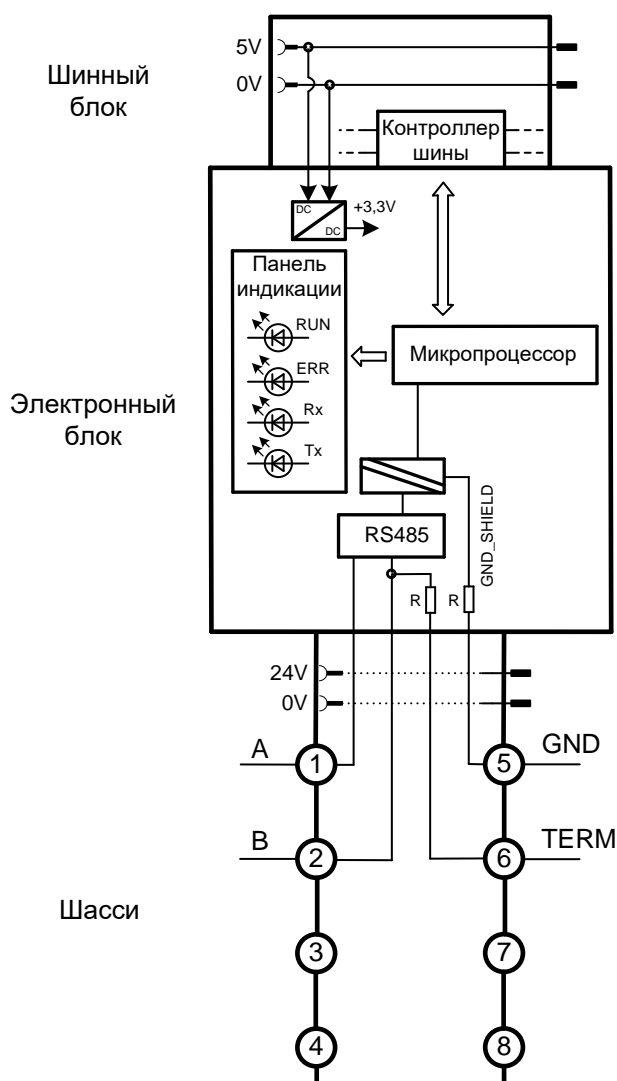 Шинный
блок
5V
0V
Контроллер
шины
DC
DC
+3,3V
Панель
индикации
RUN
ERR
Rx
Tx
Микропроцессор
Электронный
блок
RS485
GND_SHIELD
R
R
24V
0V
A
1
5
GND
B
2
6
TERM
Шасси
3
7
4
8